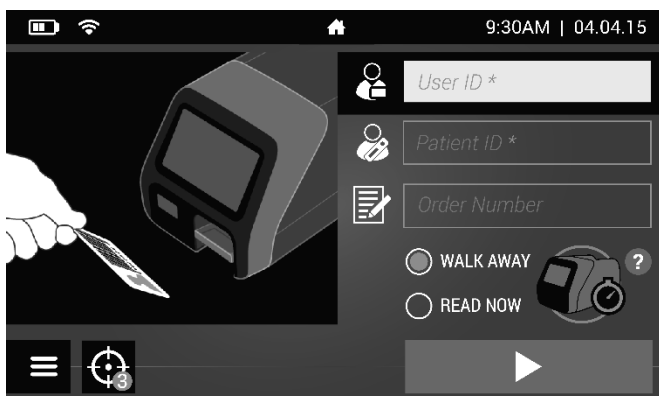 9:30AM | 04.04.15
User ID *
Patient ID *
Order Number
WALK AWAY
?
READ NOW
3